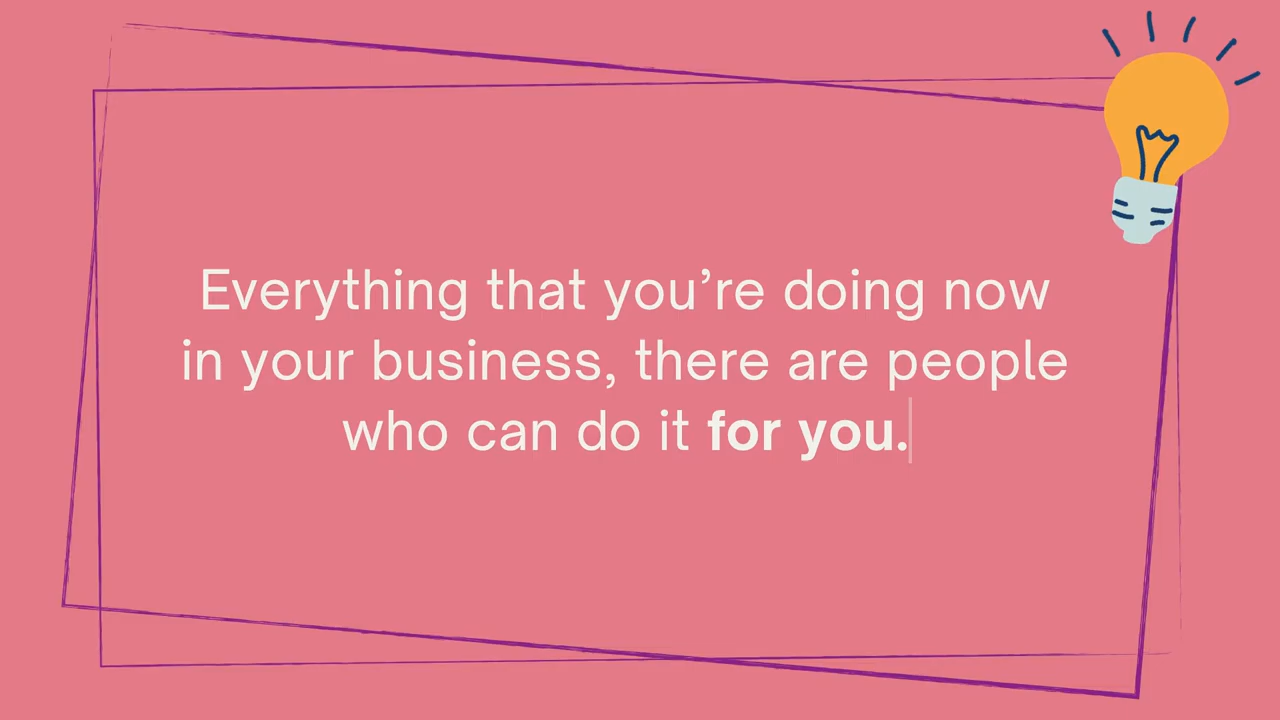 Everything that you’re doing now
in your business, there are people
who can do it for you.